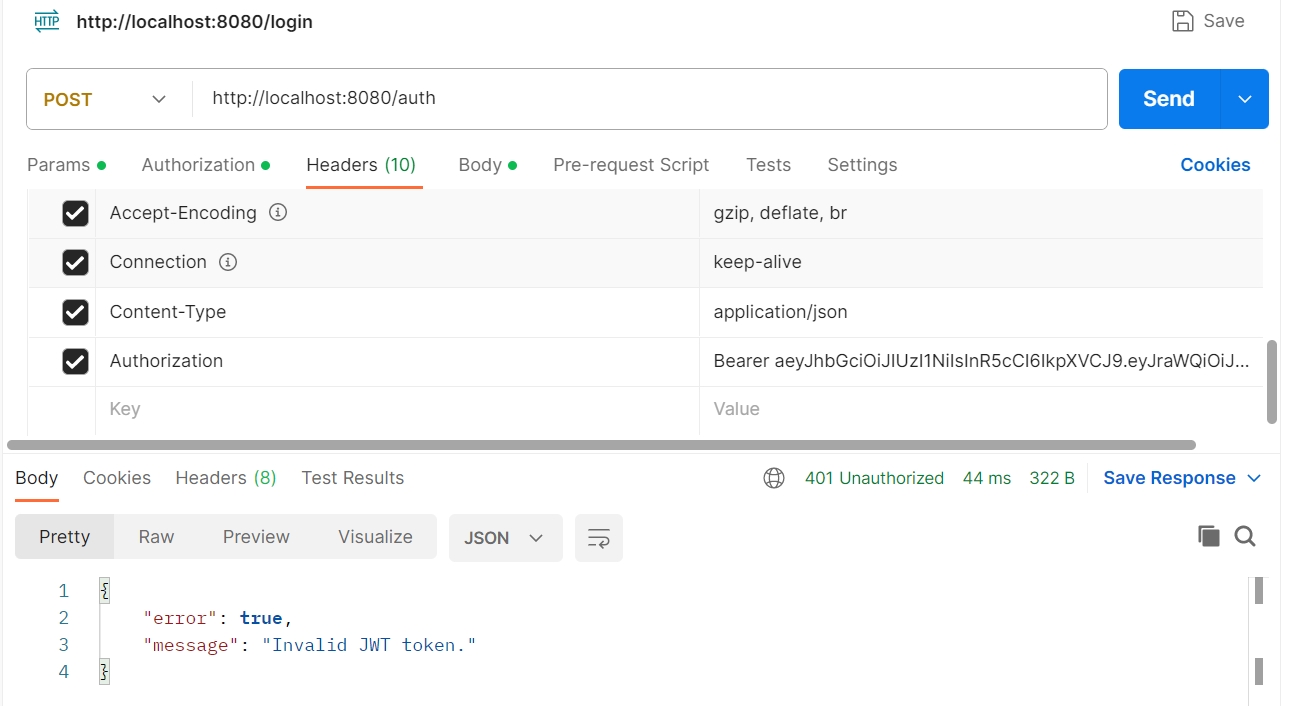 HTTP http://localhost:8080/login Save
POST http://localhost:8080/auth Send
Params Authorization Headers (10) Body Pre-request Script Tests Settings Cookies
Accept-Encoding gzip, deflate, br
Connection keep-alive
Content-Type application/json
Authorization Bearer aeyJhbGciOiJIUzI1NiIsInR5cCI6IkpXVCJ9.eyJraWQiOiJ...
Key Value
Body Cookies Headers (8) Test Results 401 Unauthorized 44 ms 322 B Save Response
Pretty Raw Preview Visualize JSON
1 {
2 "error": true,
3 "message": "Invalid JWT token."
4 }